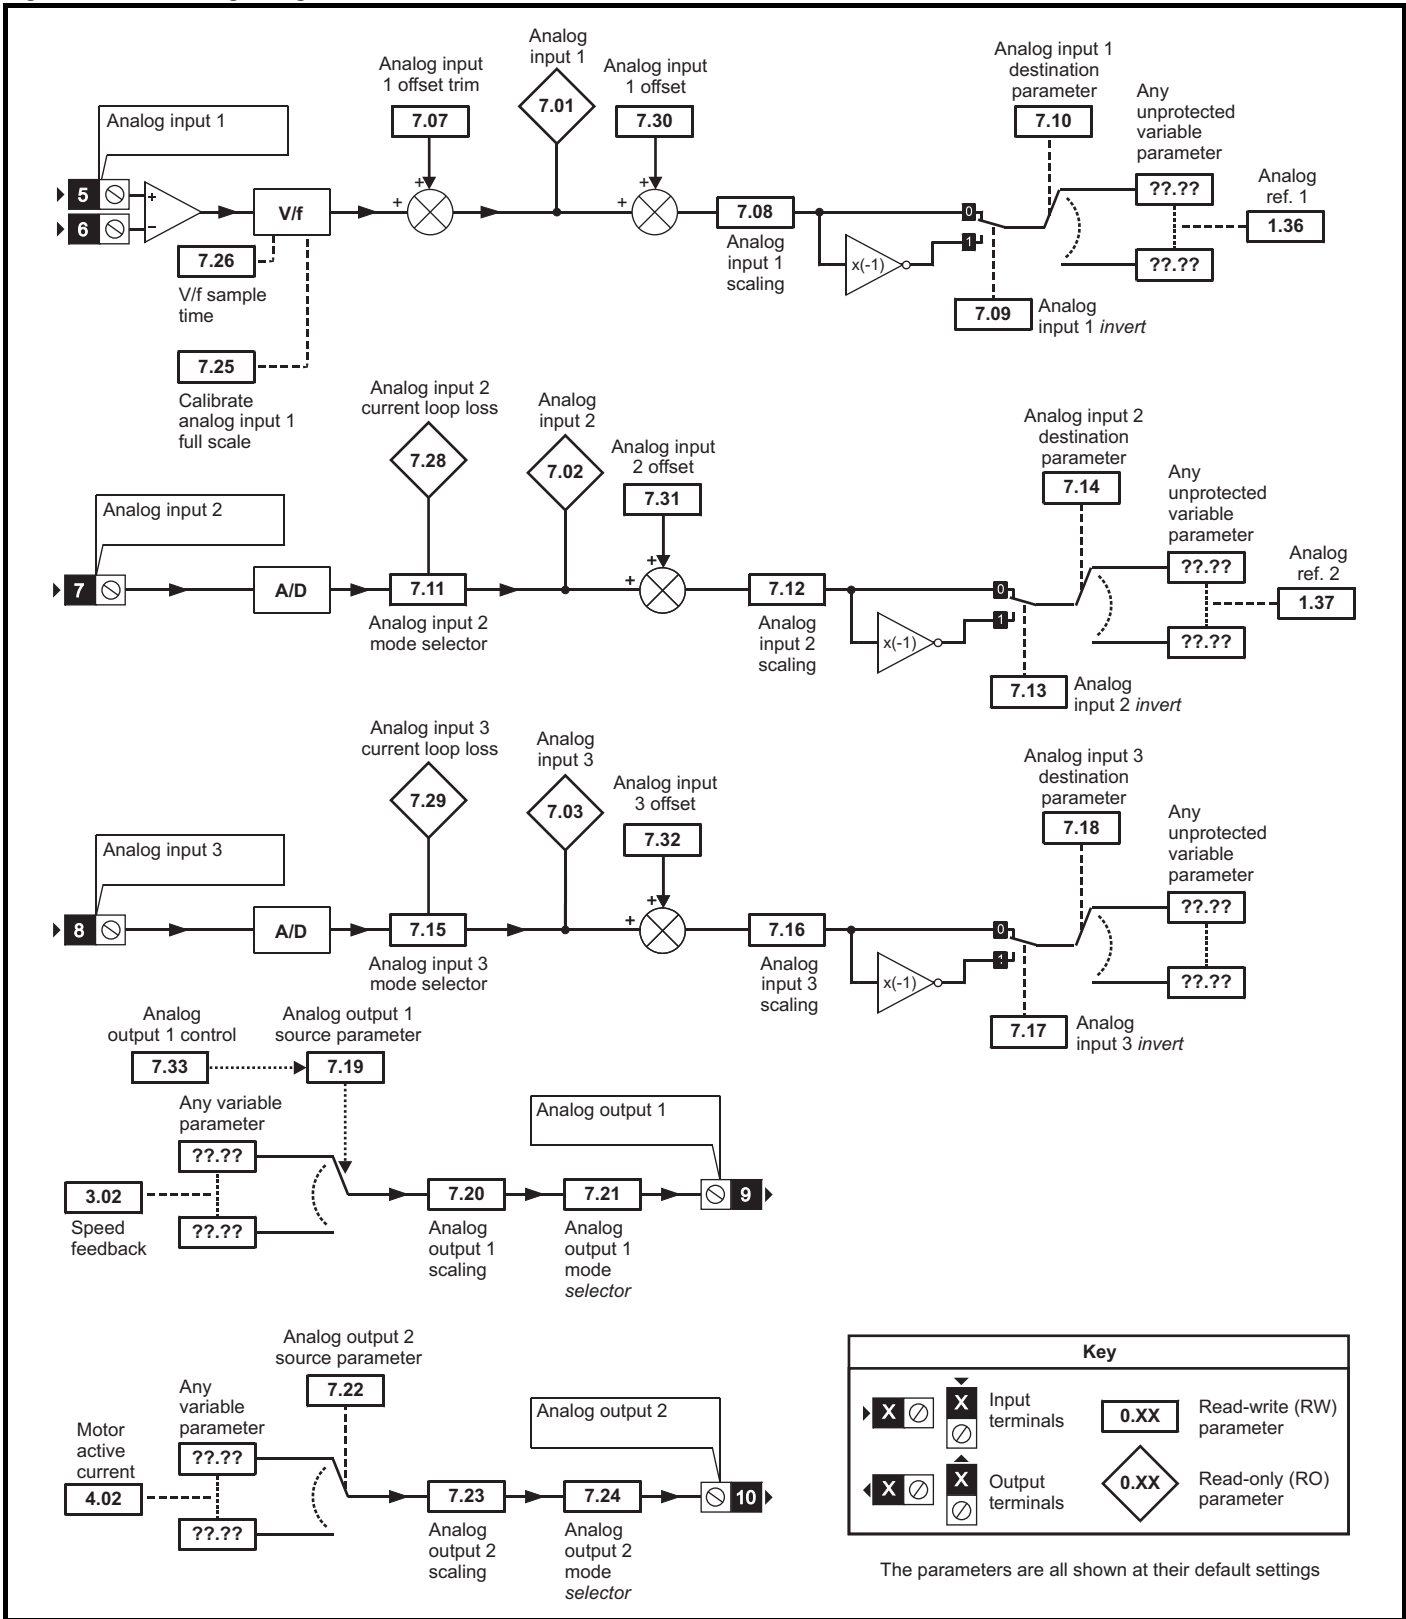 Analog input
1 offset trim
7.07
Analog
input 1
7.01
Analog input
1 offset
7.30
Analog input 1
destination
parameter
7.10
Any
unprotected
variable
parameter
??.??
??.??
Analog
ref. 1
1.36
Analog input 1
5
6
+
−
V/f
+
+
+
+
7.08
Analog
input 1
scaling
0
1
x(-1)
7.09
Analog
input 1 invert
7.26
V/f sample
time
7.25
Calibrate
analog input 1
full scale
Analog input 2
current loop loss
7.28
Analog
input 2
7.02
Analog input
2 offset
7.31
Analog input 2
destination
parameter
7.14
Any
unprotected
variable
parameter
??.??
??.??
Analog
ref. 2
1.37
Analog input 2
7
A/D
7.11
Analog input 2
mode selector
+
+
7.12
Analog
input 2
scaling
0
1
x(-1)
7.13
Analog
input 2 invert
Analog input 3
current loop loss
7.29
Analog
input 3
7.03
Analog input
3 offset
7.32
Analog input 3
destination
parameter
7.18
Any
unprotected
variable
parameter
??.??
??.??
Analog input 3
8
A/D
7.15
Analog input 3
mode selector
+
+
7.16
Analog
input 3
scaling
0
1
x(-1)
7.17
Analog
input 3 invert
Analog
output 1 control
7.33
Analog output 1
source parameter
7.19
Any variable
parameter
??.??
??.??
3.02
Speed
feedback
7.20
Analog
output 1
scaling
7.21
Analog
output 1
mode
selector
Analog output 1
9
Analog output 2
source parameter
7.22
Any
variable
parameter
??.??
??.??
Motor
active
current
4.02
7.23
Analog
output 2
scaling
7.24
Analog
output 2
mode
selector
Analog output 2
10
Key
X
X
Input
terminals
0.XX
Read-write (RW)
parameter
X
X
Output
terminals
0.XX
Read-only (RO)
parameter
The parameters are all shown at their default settings